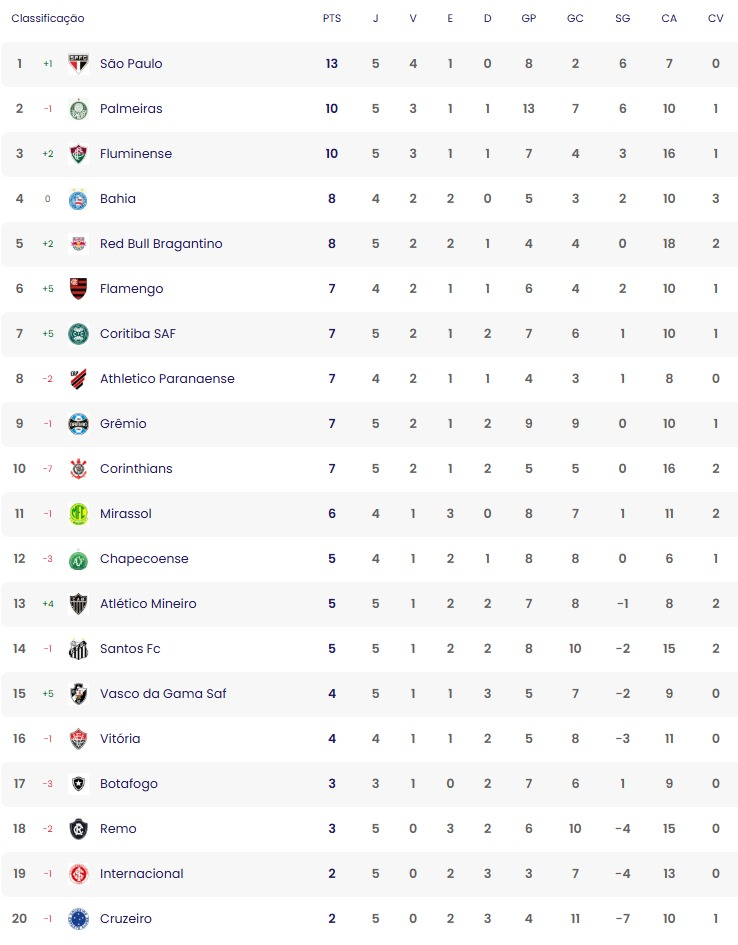 Classificação PTS J V E D GP GC SG CA CV
1 +1 São Paulo 13 5 4 1 0 8 2 6 7 0
2 -1 Palmeiras 10 5 3 1 1 13 7 6 10 1
3 +2 Fluminense 10 5 3 1 1 7 4 3 16 1
4 0 Bahia 8 4 2 2 0 5 3 2 10 3
5 +2 Red Bull Bragantino 8 5 2 2 1 4 4 0 18 2
6 +5 Flamengo 7 4 2 1 1 6 4 2 10 1
7 +5 Coritiba SAF 7 5 2 1 2 7 6 1 10 1
8 -2 Athletico Paranaense 7 4 2 1 1 4 3 1 8 0
9 -1 Grêmio 7 5 2 1 2 9 9 0 10 1
10 -7 Corinthians 7 5 2 1 2 5 5 0 16 2
11 -1 Mirassol 6 4 1 3 0 8 7 1 11 2
12 -3 Chapecoense 5 4 1 2 1 8 8 0 6 1
13 +4 Atlético Mineiro 5 5 1 2 2 7 8 -1 8 2
14 -1 Santos Fc 5 5 1 2 2 8 10 -2 15 2
15 +5 Vasco da Gama Saf 4 5 1 1 3 5 7 -2 9 0
16 -1 Vitória 4 4 1 1 2 5 8 -3 11 0
17 -3 Botafogo 3 3 1 0 2 7 6 1 9 0
18 -2 Remo 3 5 0 3 2 6 10 -4 15 0
19 -1 Internacional 2 5 0 2 3 3 7 -4 13 0
20 -1 Cruzeiro 2 5 0 2 3 4 11 -7 10 1